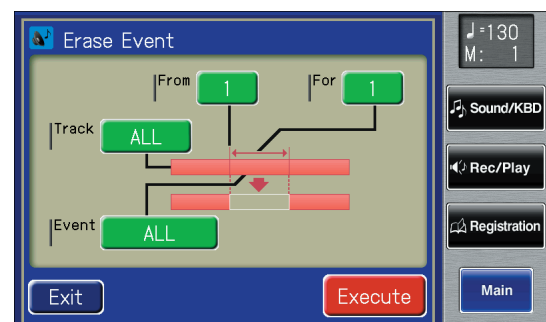 Erase Event
♩=130
M: 1
From 1
For 1
Track ALL
Event ALL
Exit
Execute
Sound/KBD
Rec/Play
Registration
Main